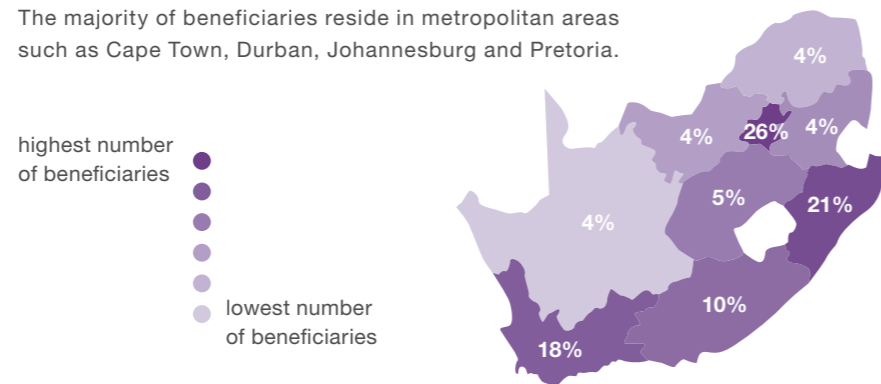 The majority of beneficiaries reside in metropolitan areas
such as Cape Town, Durban, Johannesburg and Pretoria.
highest number
of beneficiaries
lowest number
of beneficiaries
4%
4%
26%
4%
5%
21%
4%
10%
18%